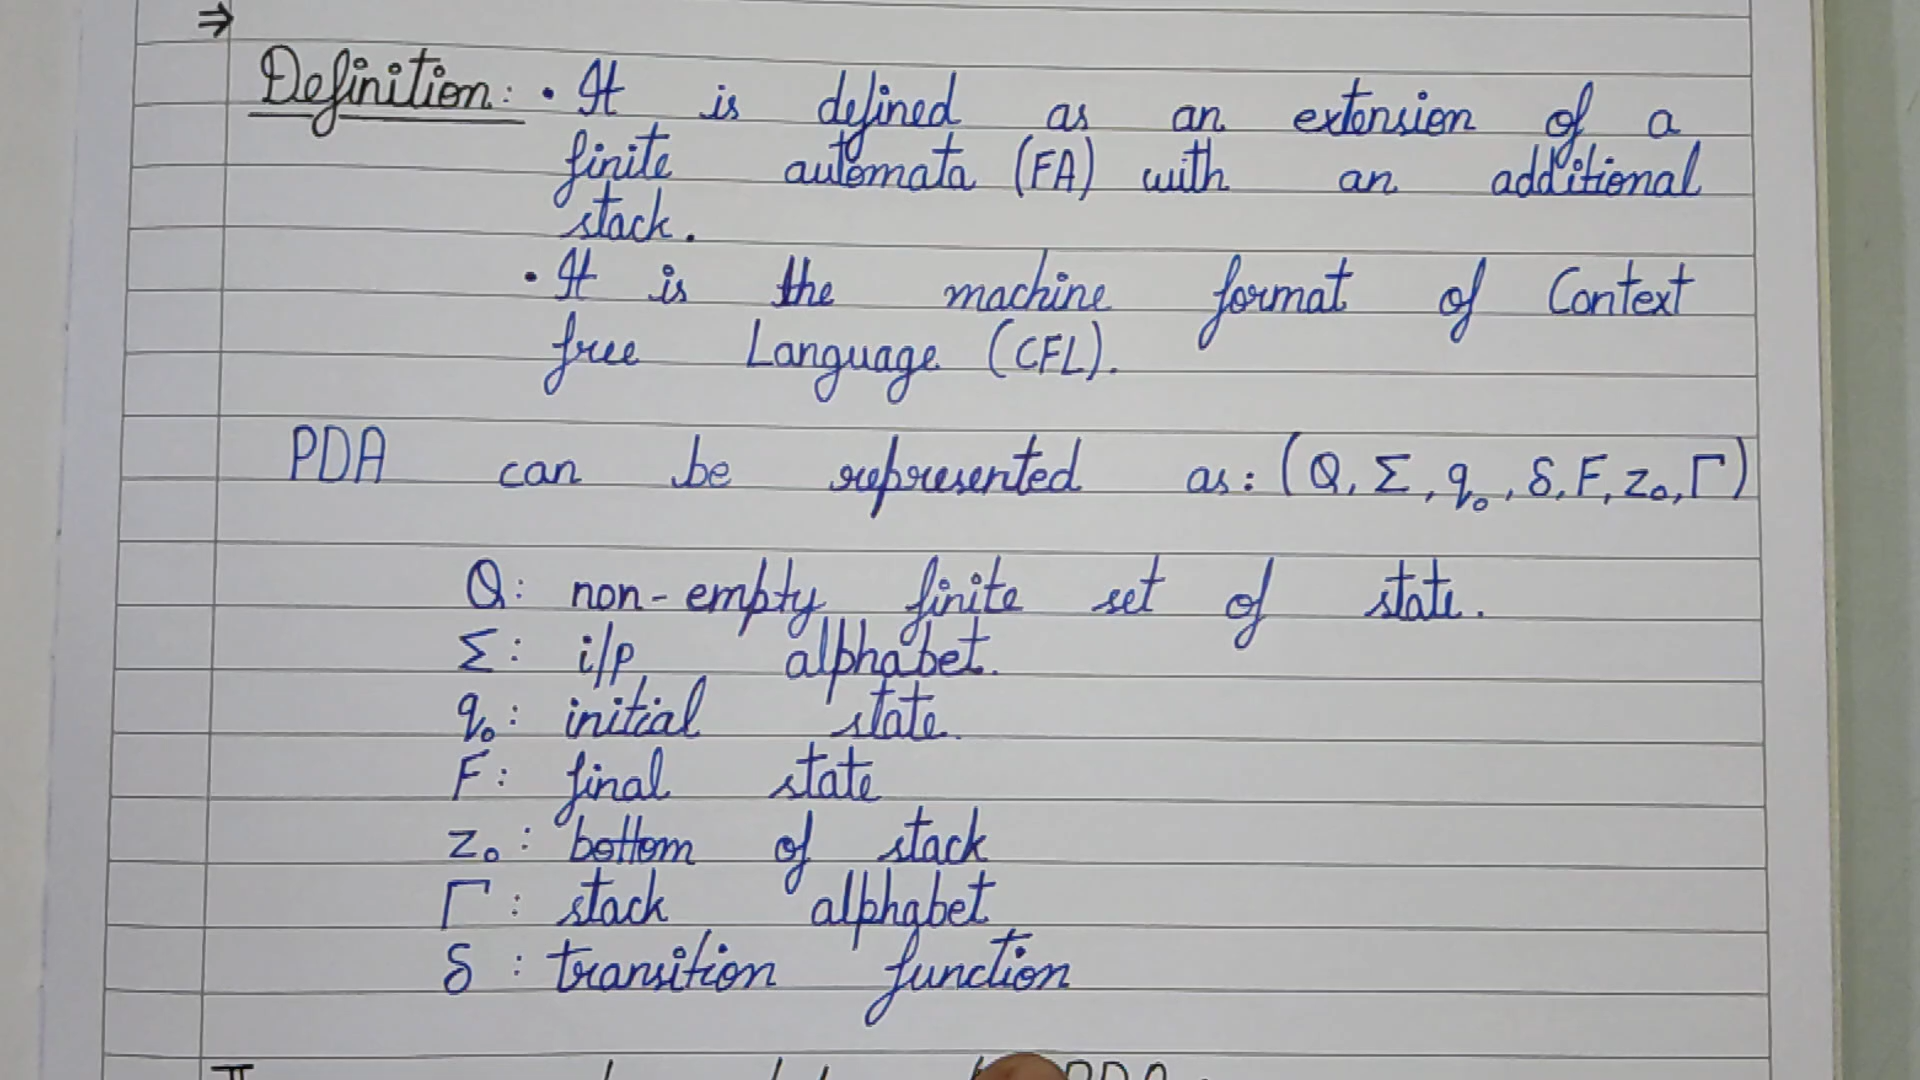 ⇒
Definition: • It is defined as an extension of a
finite automata (FA) with an additional
stack.
• It is the machine format of Context
free Language (CFL).
PDA can be represented as: (Q, Σ, q₀, δ, F, z₀, Γ)
Q: non-empty finite set of state.
Σ: i/p alphabet.
q₀: initial state.
F: final state
z₀: bottom of stack
Γ: stack alphabet
δ: transition function
PDA